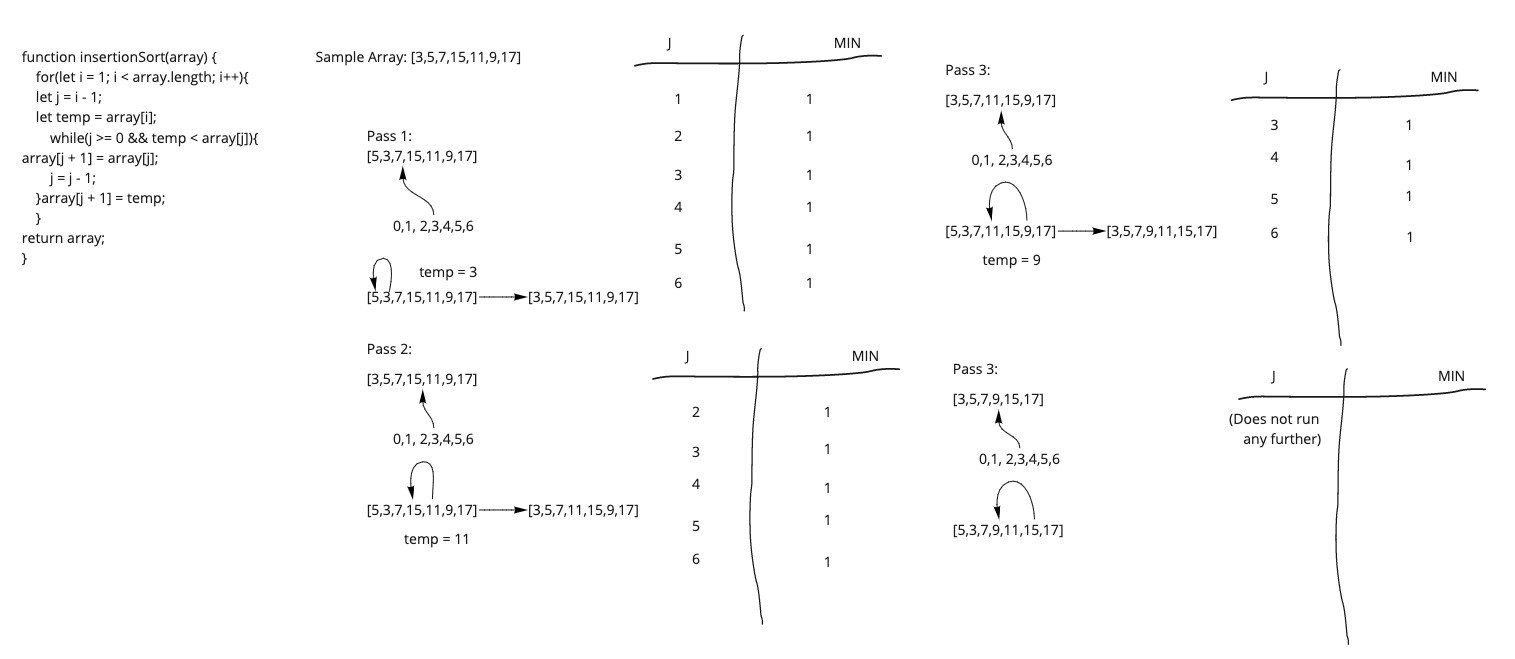 function insertionSort(array) {
for(let i = 1; i < array.length; i++){
let j = i - 1;
let temp = array[i];
while(j >= 0 && temp < array[j]){
array[j + 1] = array[j];
j = j - 1;
}array[j + 1] = temp;
}
return array;
}
Sample Array: [3,5,7,15,11,9,17]
Pass 1:
[5,3,7,15,11,9,17]
0,1, 2,3,4,5,6
temp = 3
[5,3,7,15,11,9,17]
[3,5,7,15,11,9,17]
J MIN
1 1
2 1
3 1
4 1
5 1
6 1
Pass 2:
[3,5,7,15,11,9,17]
0,1, 2,3,4,5,6
[5,3,7,15,11,9,17]
[3,5,7,11,15,9,17]
temp = 11
J MIN
2 1
3 1
4 1
5 1
6 1
Pass 3:
[3,5,7,11,15,9,17]
0,1, 2,3,4,5,6
[5,3,7,11,15,9,17]
[3,5,7,9,11,15,17]
temp = 9
J MIN
3 1
4 1
5 1
6 1
Pass 3:
[3,5,7,9,15,17]
0,1, 2,3,4,5,6
[5,3,7,9,11,15,17]
J MIN
(Does not run
any further)